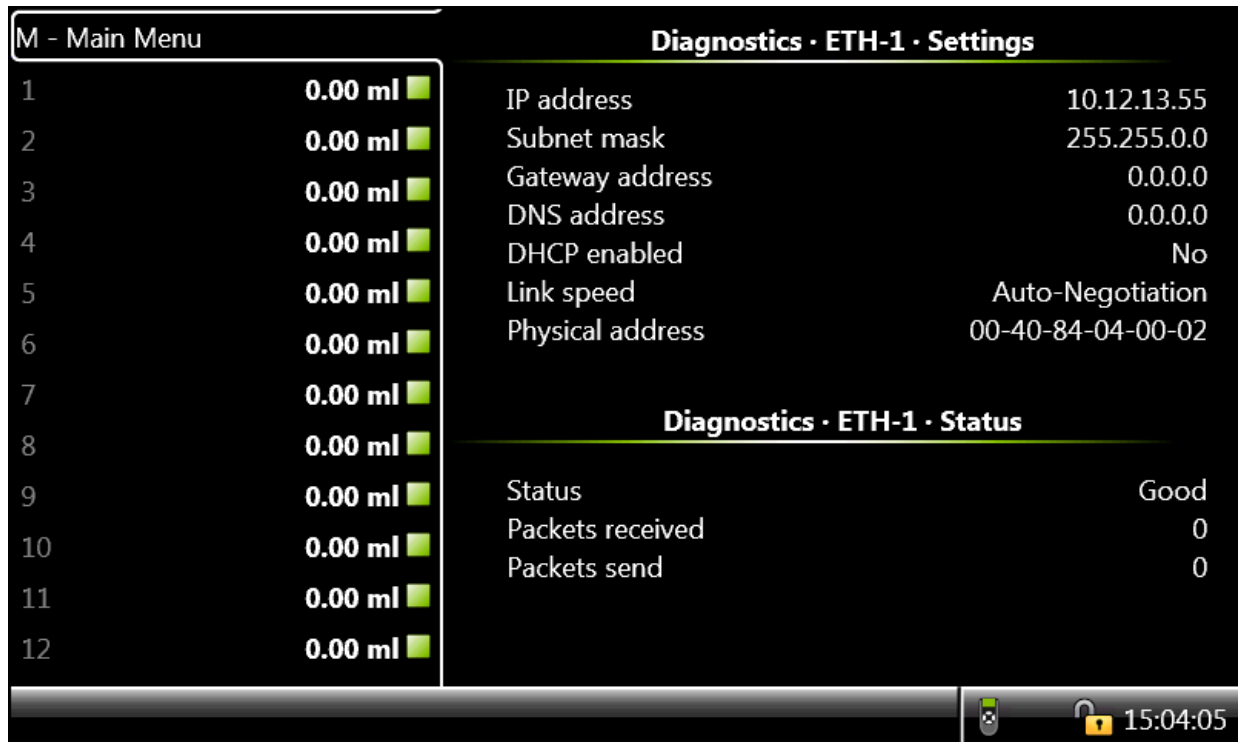 M - Main Menu
1 0.00 ml
2 0.00 ml
3 0.00 ml
4 0.00 ml
5 0.00 ml
6 0.00 ml
7 0.00 ml
8 0.00 ml
9 0.00 ml
10 0.00 ml
11 0.00 ml
12 0.00 ml
Diagnostics · ETH-1 · Settings
IP address 10.12.13.55
Subnet mask 255.255.0.0
Gateway address 0.0.0.0
DNS address 0.0.0.0
DHCP enabled No
Link speed Auto-Negotiation
Physical address 00-40-84-04-00-02
Diagnostics · ETH-1 · Status
Status Good
Packets received 0
Packets send 0
15:04:05